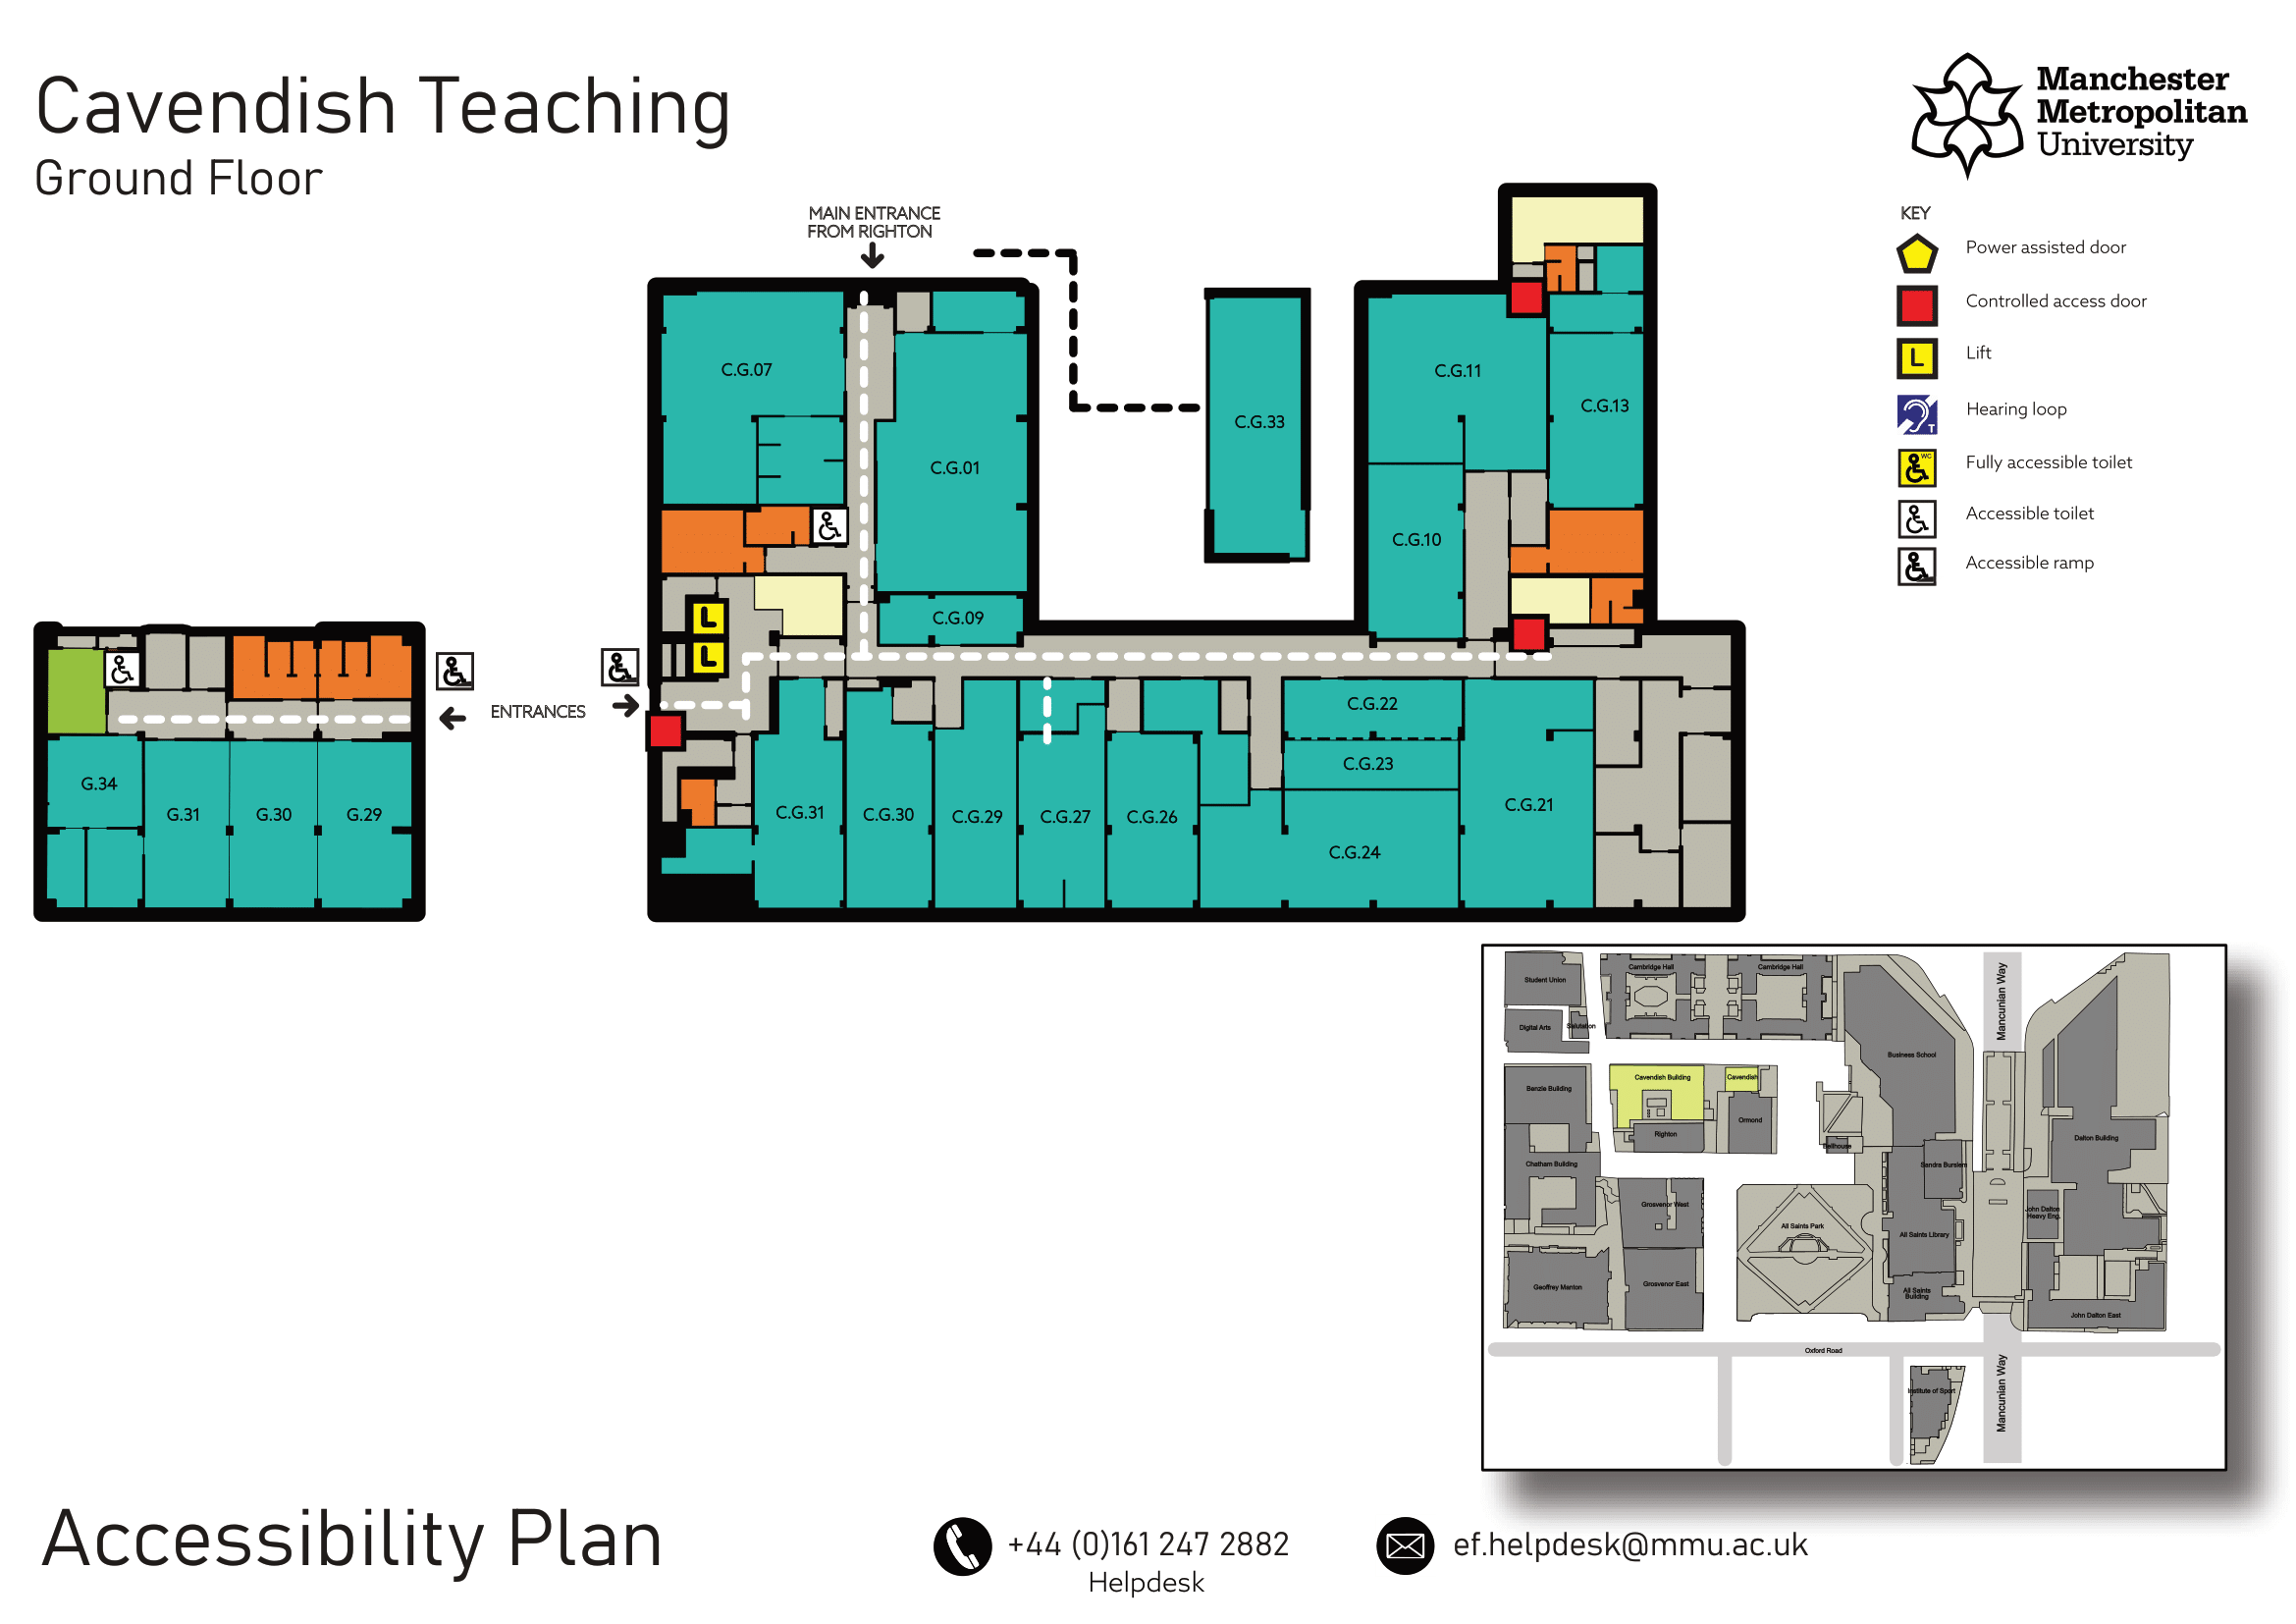 Cavendish Teaching
Ground Floor
Manchester
Metropolitan
University
KEY
Power assisted door
Controlled access door
L
Lift
T
Hearing loop
WC
Fully accessible toilet
Accessible toilet
Accessible ramp
MAIN ENTRANCE
FROM RIGHTON
C.G.07
C.G.01
C.G.33
C.G.11
C.G.13
C.G.10
C.G.09
L
L
ENTRANCES
G.34
G.31
G.30
G.29
C.G.22
C.G.23
C.G.31
C.G.30
C.G.29
C.G.27
C.G.26
C.G.21
C.G.24
Student Union
Cambridge Hall
Cambridge Hall
Mancunian Way
Digital Arts
Salutation
Business School
Benzie Building
Cavendish Building
Cavendish
Ormond
Righton
Bellhouse
Dalton Building
Chatham Building
Sandra Burslem
Grosvenor West
All Saints Park
John Dalton
Heavy Eng.
All Saints Library
Geoffrey Manton
Grosvenor East
All Saints
Building
John Dalton East
Oxford Road
Institute of Sport
Mancunian Way
Accessibility Plan
+44 (0)161 247 2882
Helpdesk
ef.helpdesk@mmu.ac.uk